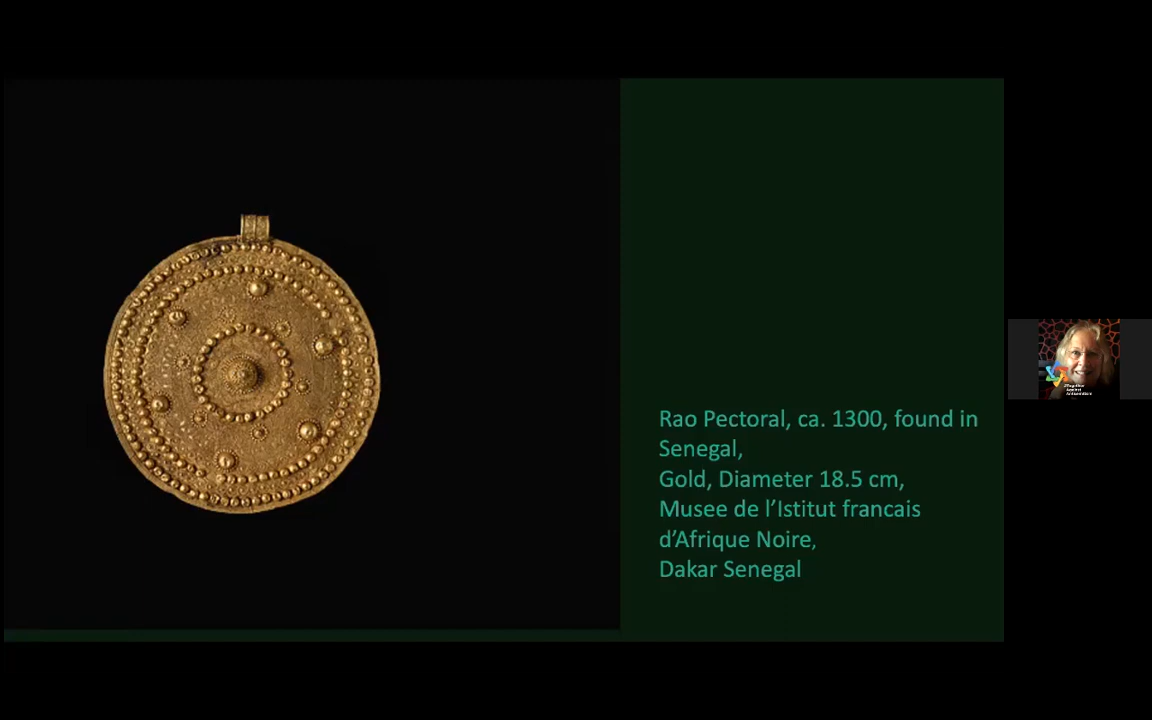 Rao Pectoral, ca. 1300, found in
Senegal,
Gold, Diameter 18.5 cm,
Musee de l’Istitut francais
d’Afrique Noire,
Dakar Senegal